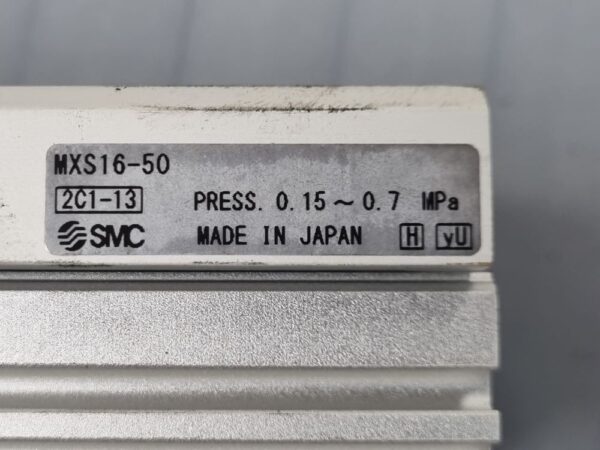 MXS16-50
2C1-13 PRESS. 0.15~0.7 MPa
SMC MADE IN JAPAN H yU